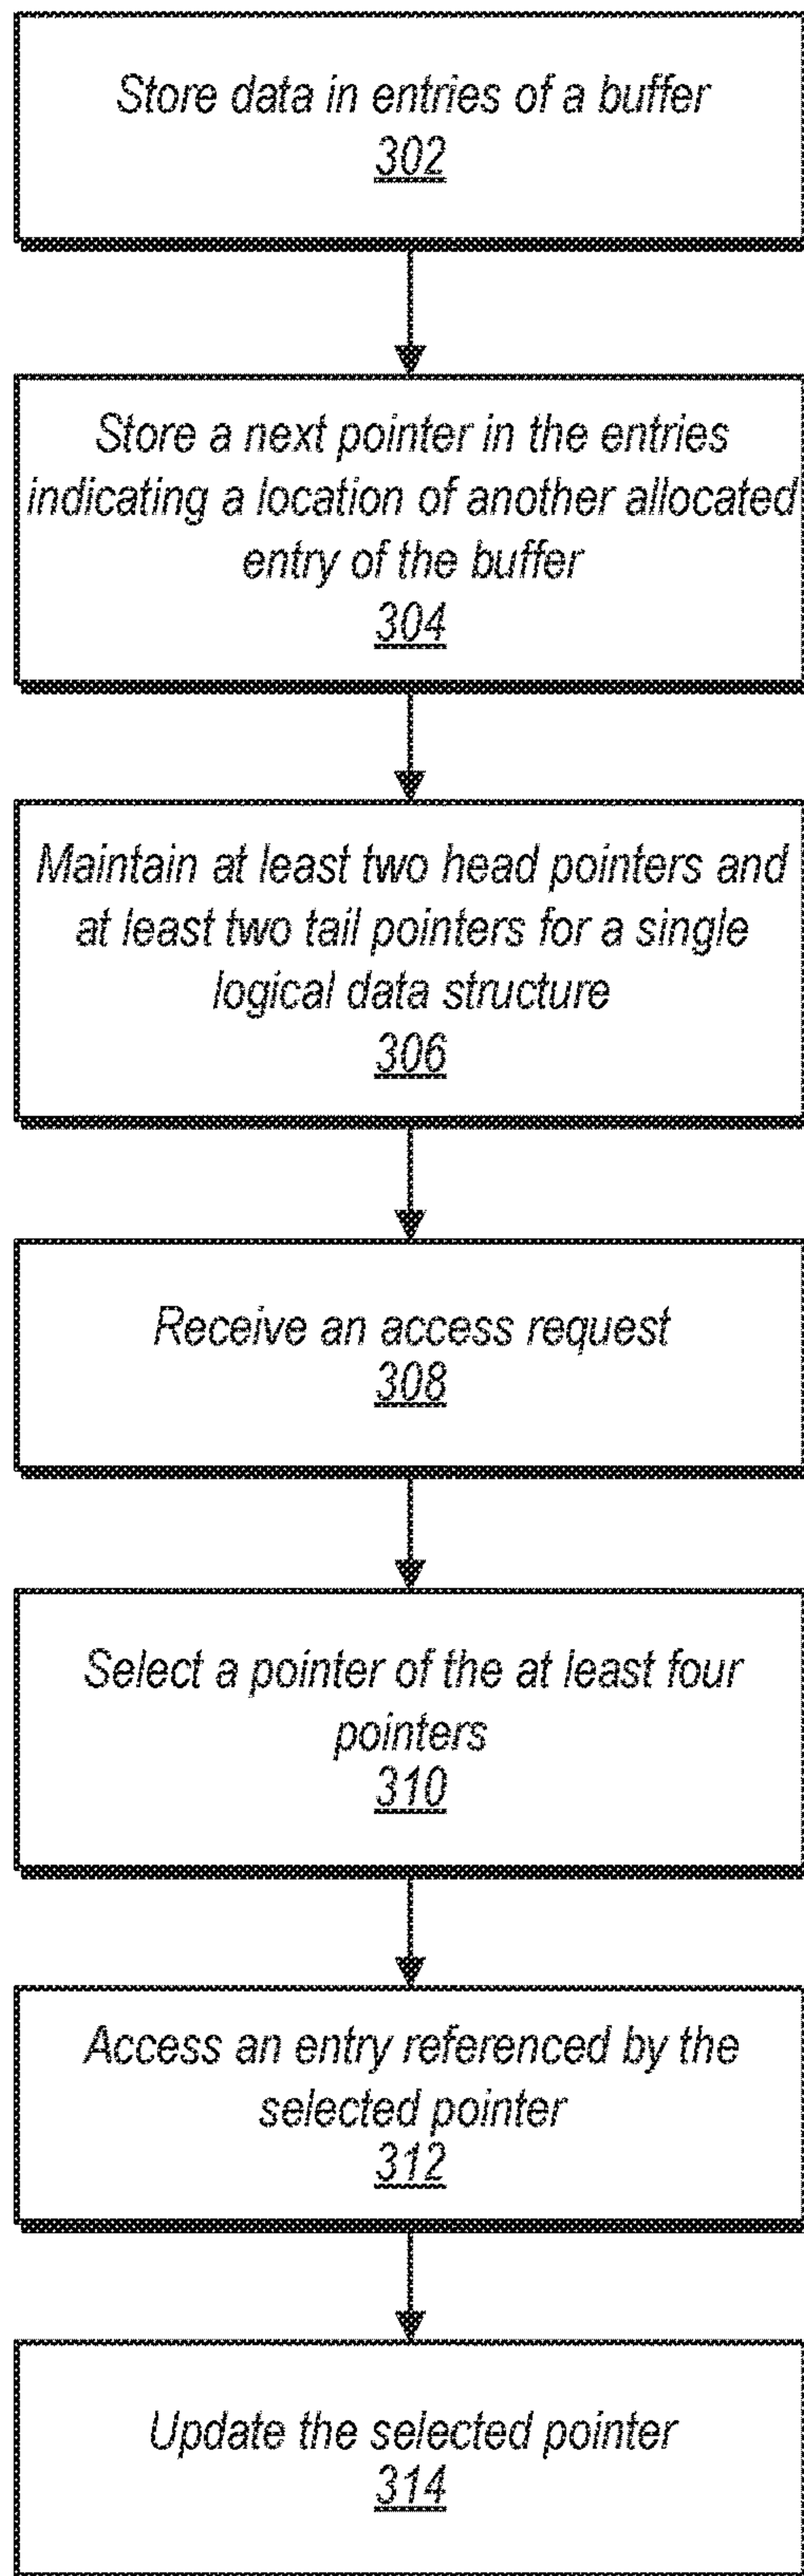 Store data in entries of a buffer
302
Store a next pointer in the entries
indicating a location of another allocated
entry of the buffer
304
Maintain at least two head pointers and
at least two tail pointers for a single
logical data structure
306
Receive an access request
308
Select a pointer of the at least four
pointers
310
Access an entry referenced by the
selected pointer
312
Update the selected pointer
314